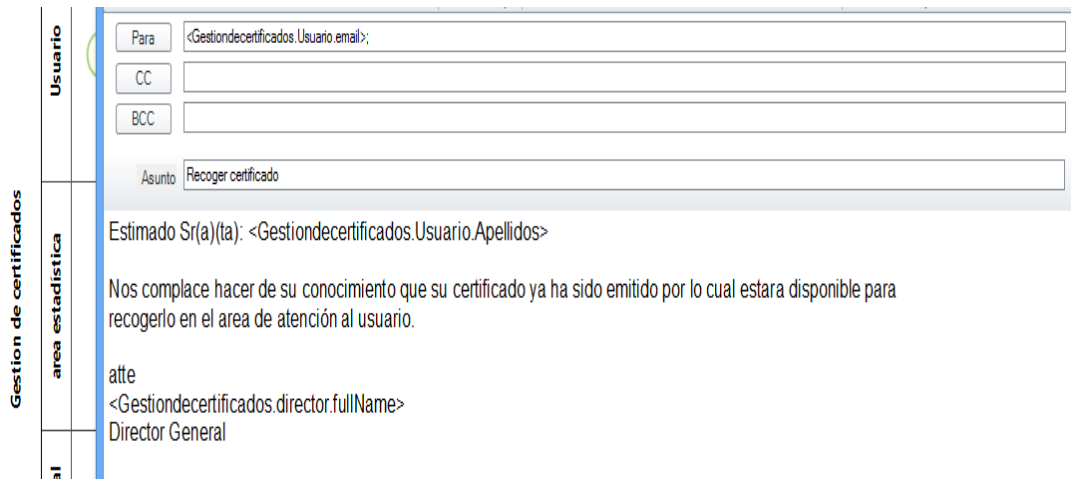 Gestion de certificados
Usuario
area estadística
al
Para <Gestiondecertificados.Usuario.email>;
CC
BCC
Asunto Recoger certificado
Estimado Sr(a)(ta): <Gestiondecertificados.Usuario.Apellidos>
Nos complace hacer de su conocimiento que su certificado ya ha sido emitido por lo cual estara disponible para
recogerlo en el area de atención al usuario.
atte
<Gestiondecertificados.director.fullName>
Director General